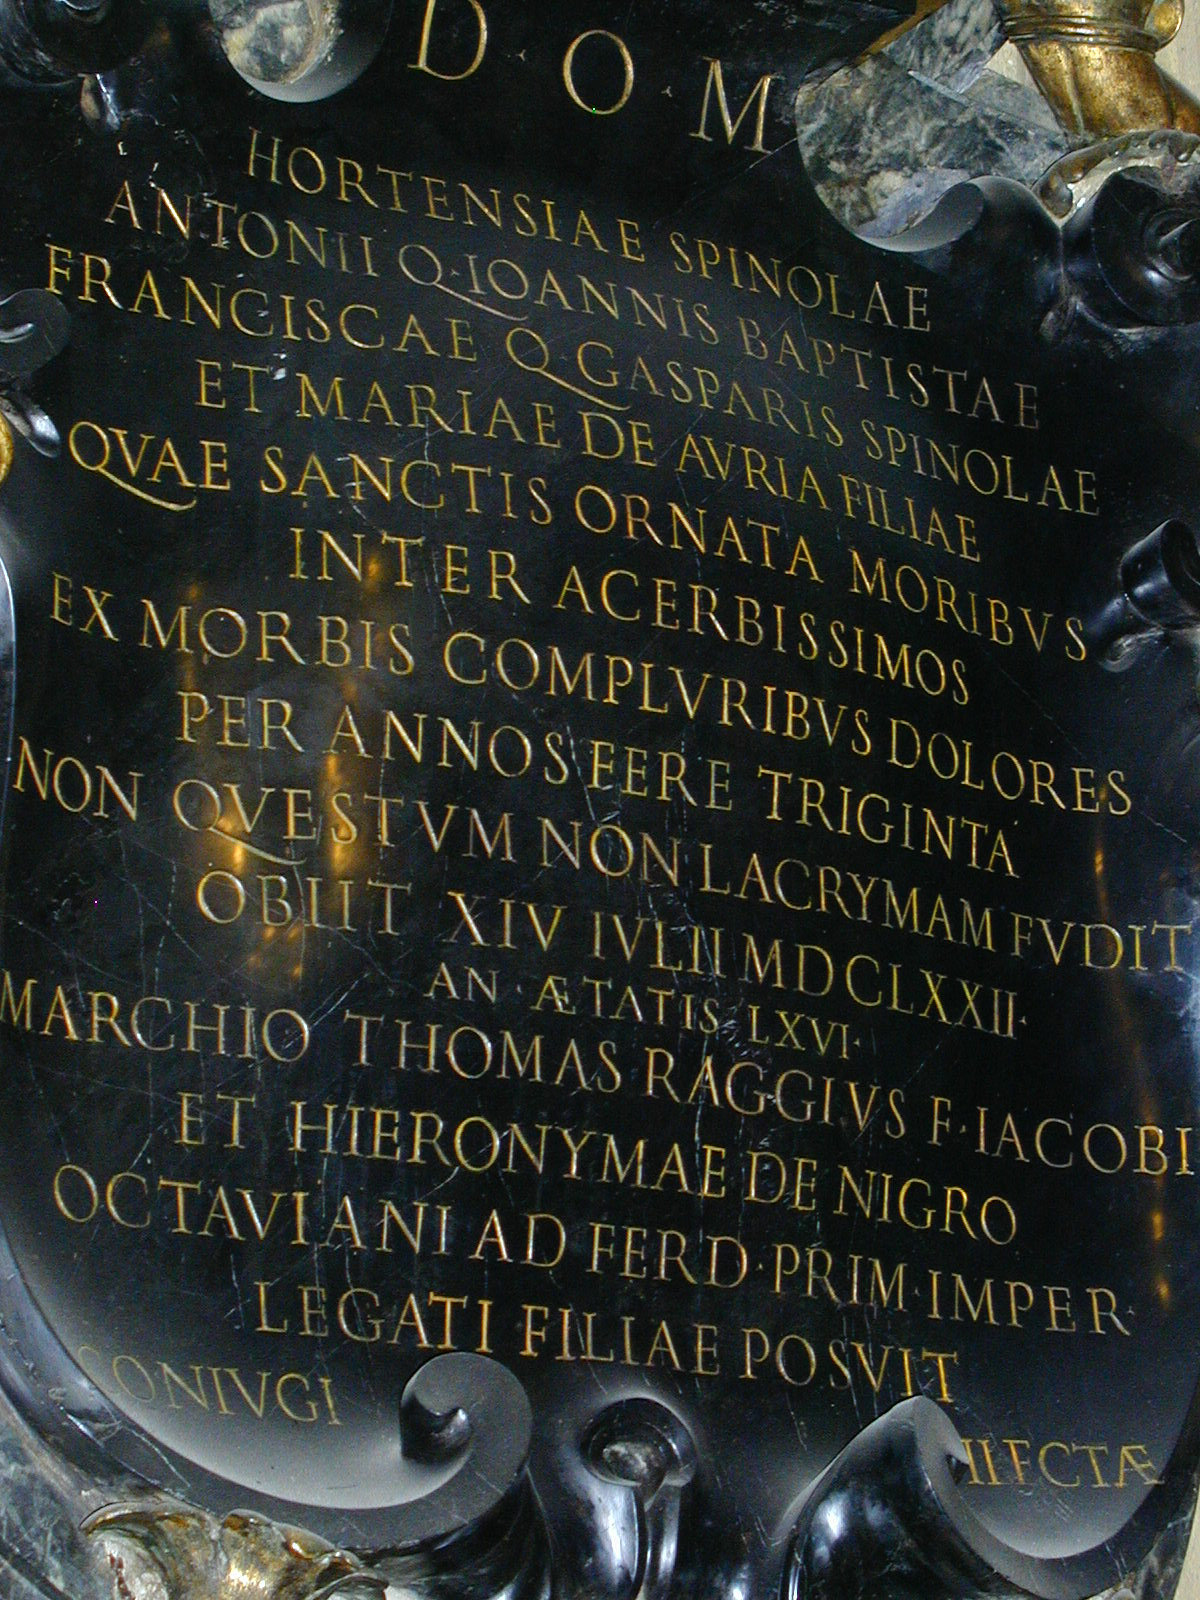 D·O·M
HORTENSIAE SPINOLAE
ANTONII Q·IOANNIS BAPTISTAE
FRANCISCAE Q·GASPARIS SPINOLAE
ET MARIAE DE AVRIA FILIAE
QVAE SANCTIS ORNATA MORIBVS
INTER ACERBISSIMOS
EX MORBIS COMPLVRIBVS DOLORES
PER ANNOS FERE TRIGINTA
NON QVESTVM NON LACRYMAM FVDIT
OBIIT XIV IVLII MDCLXXII·
AN·ÆTATIS LXVI·
MARCHIO THOMAS RAGGIVS F·IACOBI
ET HIERONYMAE DE NIGRO
OCTAVIANI AD FERD·PRIM·IMPER·
LEGATI FILIAE POSVIT
CONIVGI